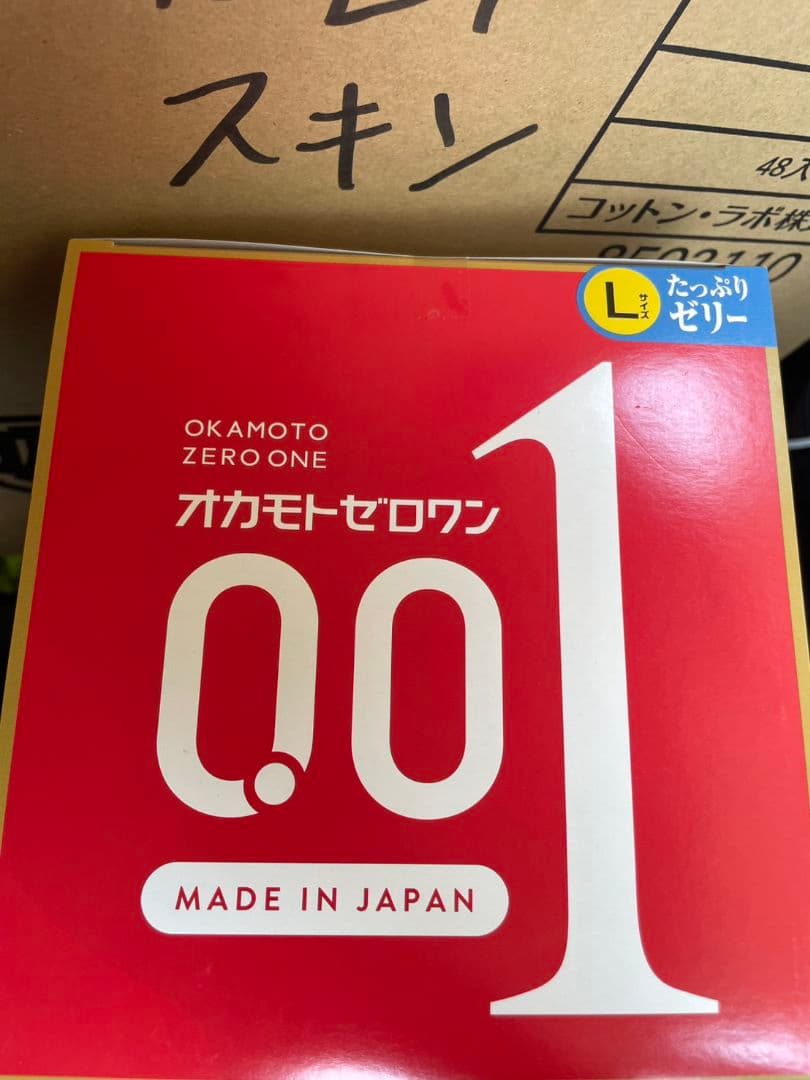 スキン
48入
コットン・ラボ株
Lサイズ
たっぷり
ゼリー
OKAMOTO
ZERO ONE
オカモトゼロワン
0.001
MADE IN JAPAN